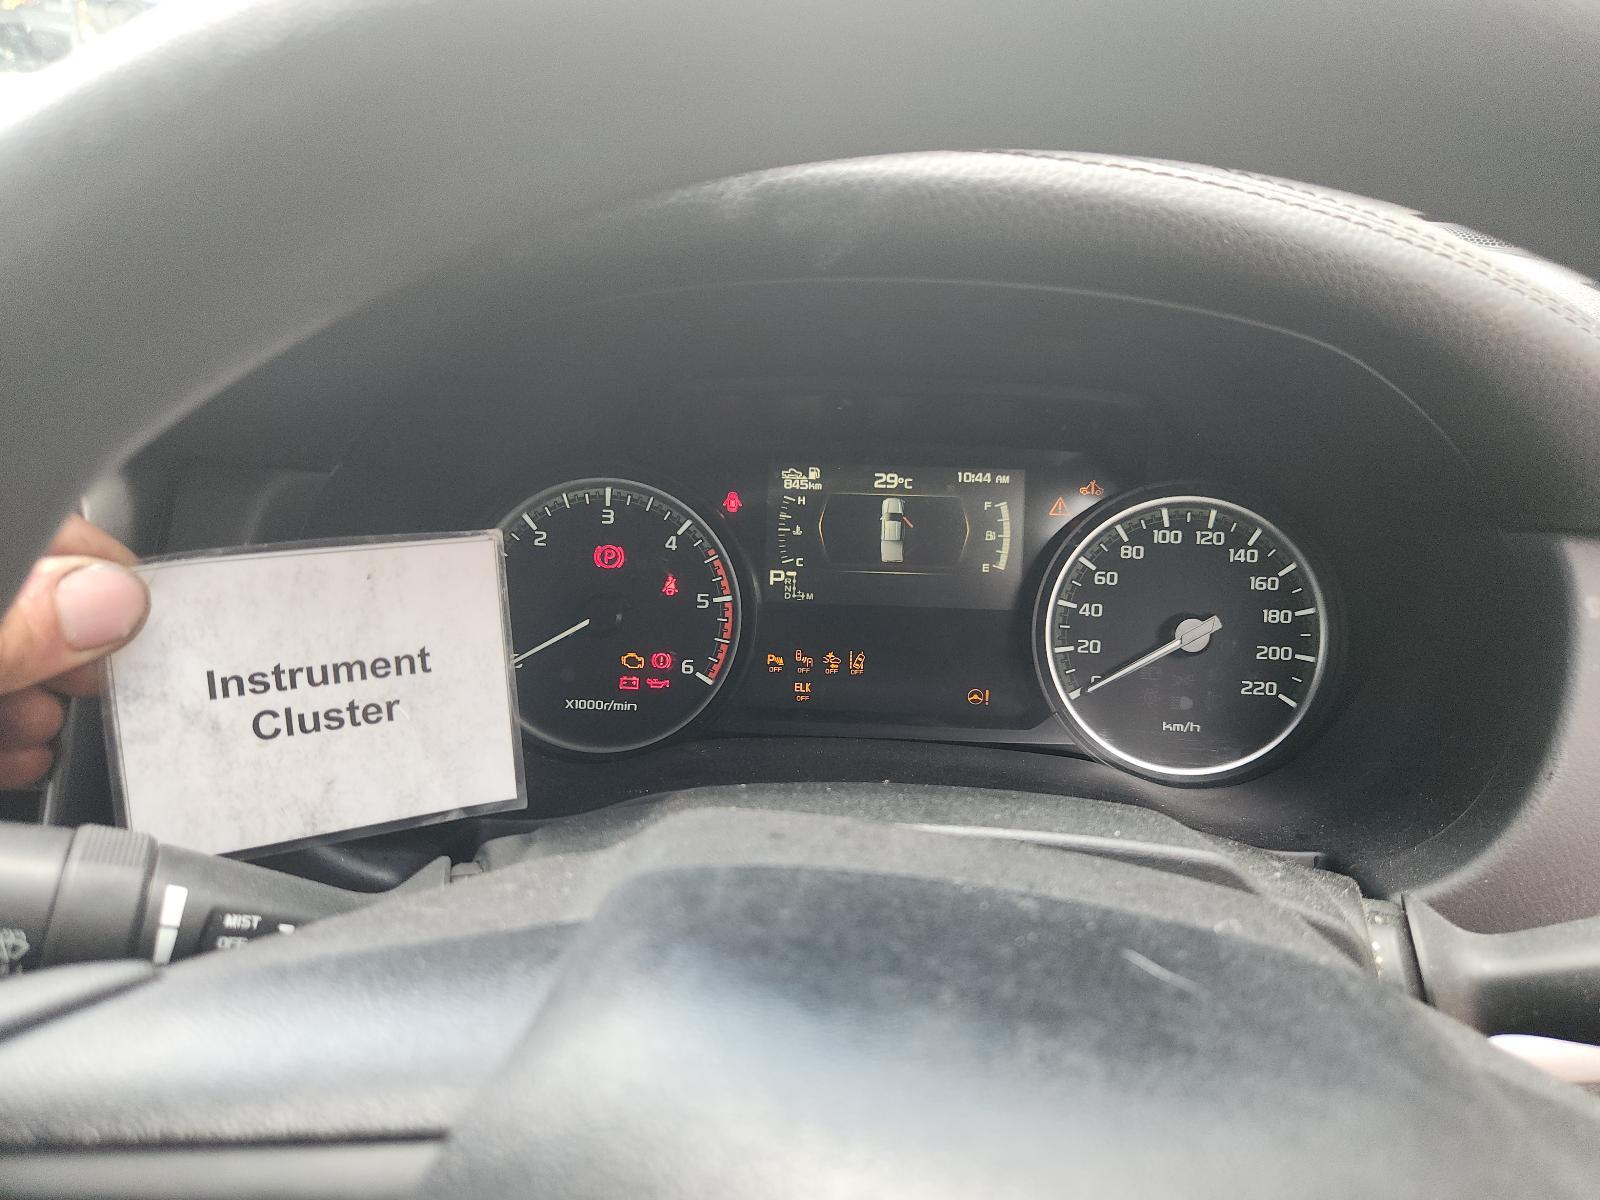 Instrument
Cluster
2
3
4
5
6
X1000r/min
P
845km
29°C
10:44 AM
H
C
F
E
P
R
N
D
M
P OFF
OFF
OFF
OFF
ELK
OFF
20
40
60
80
100
120
140
160
180
200
220
km/h
MIST
OFF